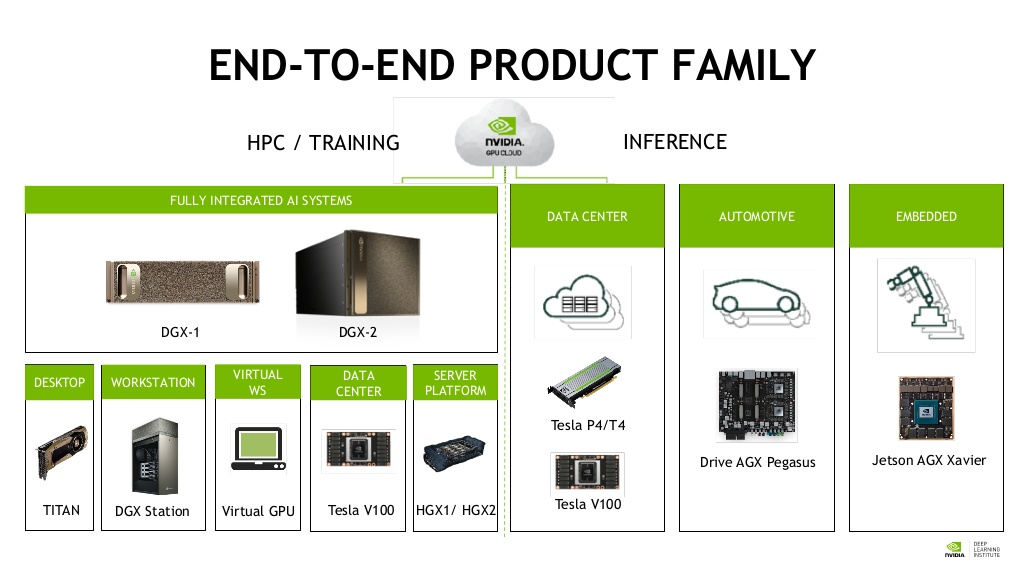 END-TO-END PRODUCT FAMILY
HPC / TRAINING
NVIDIA.
GPU CLOUD
INFERENCE
FULLY INTEGRATED AI SYSTEMS
DGX-1
DGX-2
DESKTOP
TITAN
WORKSTATION
DGX Station
VIRTUAL
WS
Virtual GPU
DATA
CENTER
Tesla V100
SERVER
PLATFORM
HGX1/ HGX2
DATA CENTER
Tesla P4/T4
Tesla V100
AUTOMOTIVE
Drive AGX Pegasus
EMBEDDED
Jetson AGX Xavier
NVIDIA.
DEEP
LEARNING
INSTITUTE